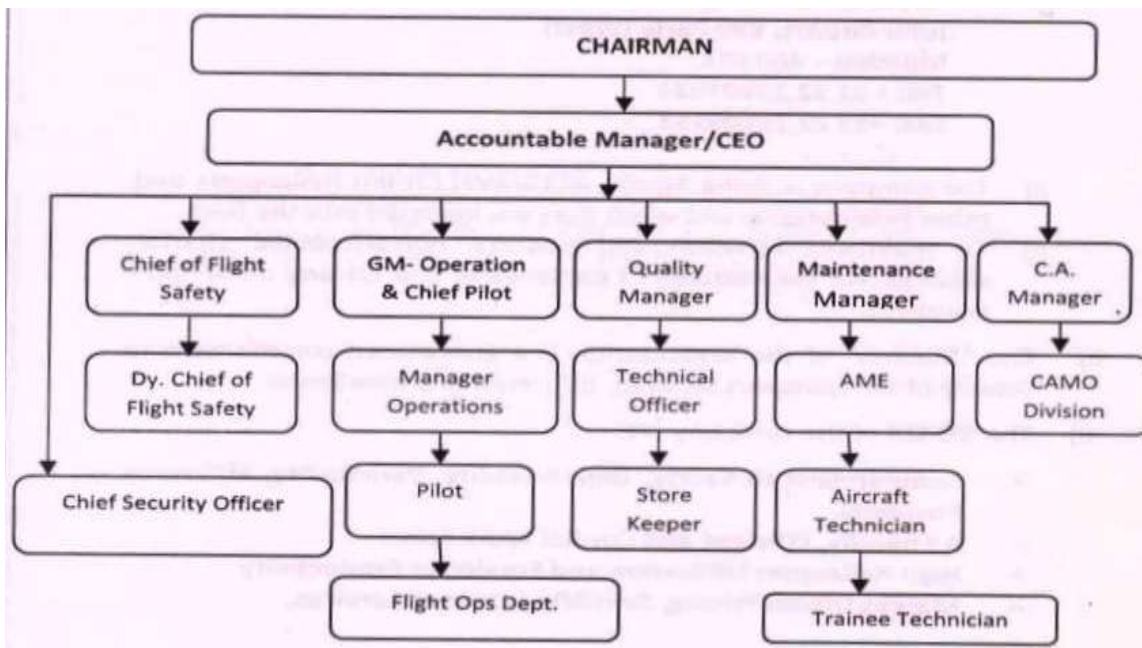 CHAIRMAN
Accountable Manager/CEO
Chief of Flight
Safety
GM- Operation
& Chief Pilot
Quality
Manager
Maintenance
Manager
C.A.
Manager
Dy. Chief of
Flight Safety
Manager
Operations
Technical
Officer
AME
CAMO
Division
Chief Security Officer
Pilot
Store
Keeper
Aircraft
Technician
Flight Ops Dept.
Trainee Technician